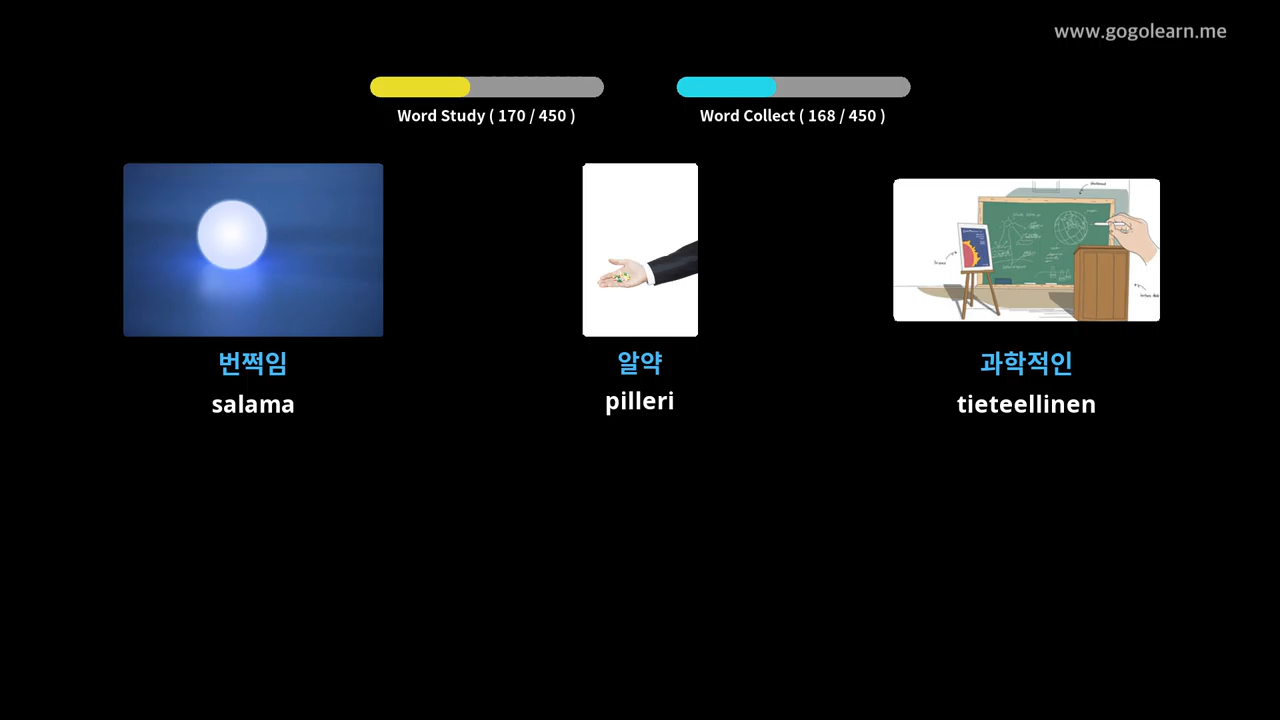 www.gogolearn.me
Word Study ( 170 / 450 )
Word Collect ( 168 / 450 )
번쩍임
salama
알약
pilleri
과학적인
tieteellinen